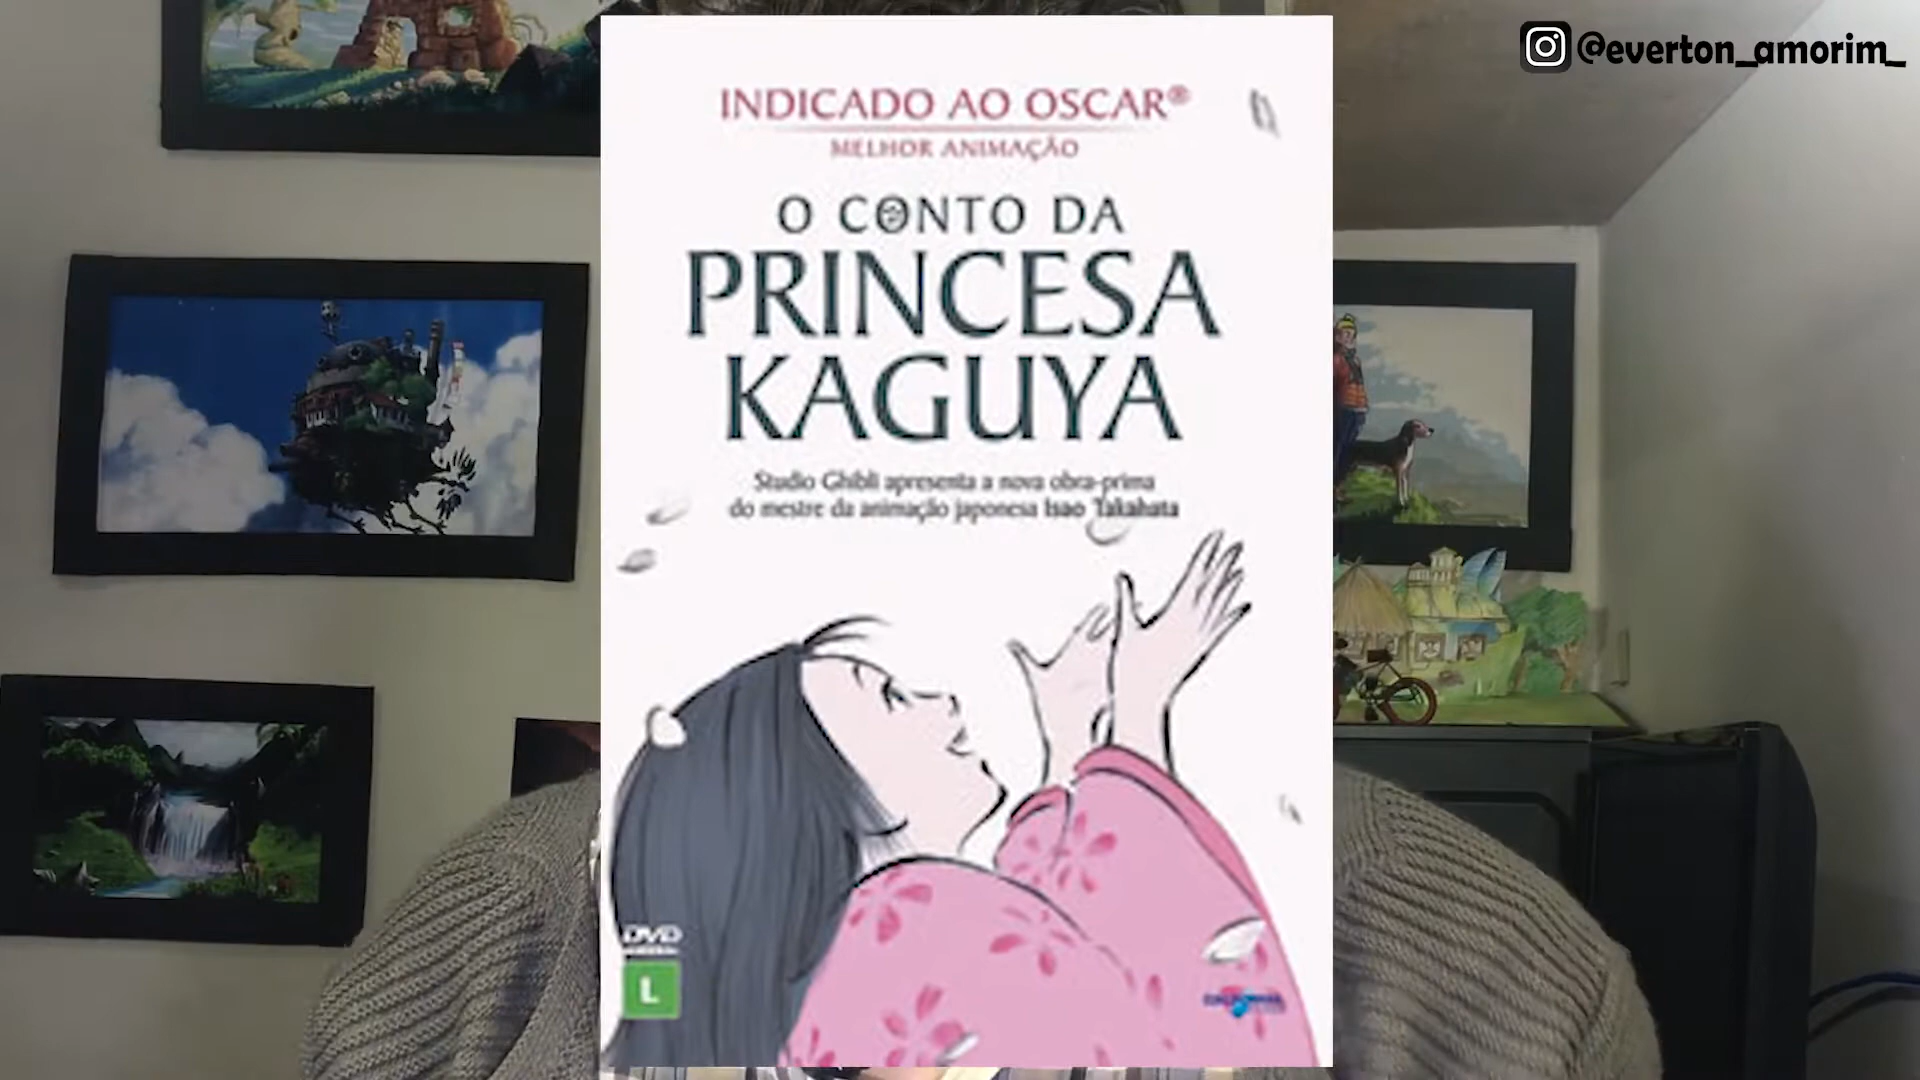 @everton_amorim_
INDICADO AO OSCAR®
MELHOR ANIMAÇÃO
O CONTO DA
PRINCESA
KAGUYA
Studio Ghibli apresenta a nova obra-prima
do mestre da animação japonesa Isao Takahata
DVD
L